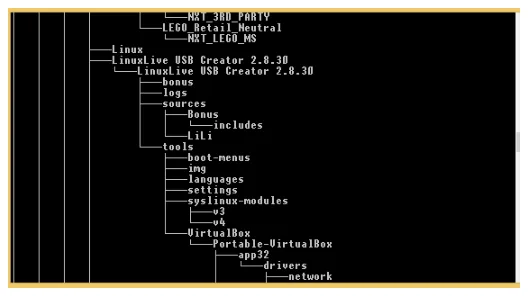 NXT_3RD_PARTY
LEGO_Retail_Neutral
NXT_LEGO_MS
Linux
LinuxLive USB Creator 2.8.30
LinuxLive USB Creator 2.8.30
bonus
logs
sources
Bonus
includes
LiLi
tools
boot-menus
img
languages
settings
syslinux-modules
v3
v4
VirtualBox
Portable-VirtualBox
app32
drivers
network